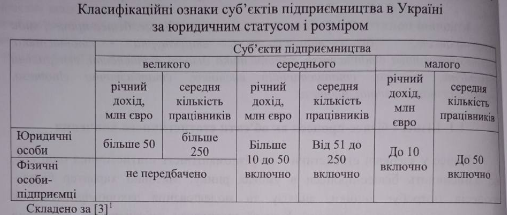 Класифікаційні ознаки суб’єктів підприємництва в Україні
за юридичним статусом і розміром
Суб’єкти підприємництва
великого середнього малого
річний дохід, млн євро
середня кількість працівників
річний дохід, млн євро
середня кількість працівників
річний дохід, млн євро
середня кількість працівників
Юридичні особи
більше 50
більше 250
Фізичні особи-підприємці
не передбачено
Більше 10 до 50 включно
Від 51 до 250 включно
До 10 включно
До 50 включно
Складено за [3]¹